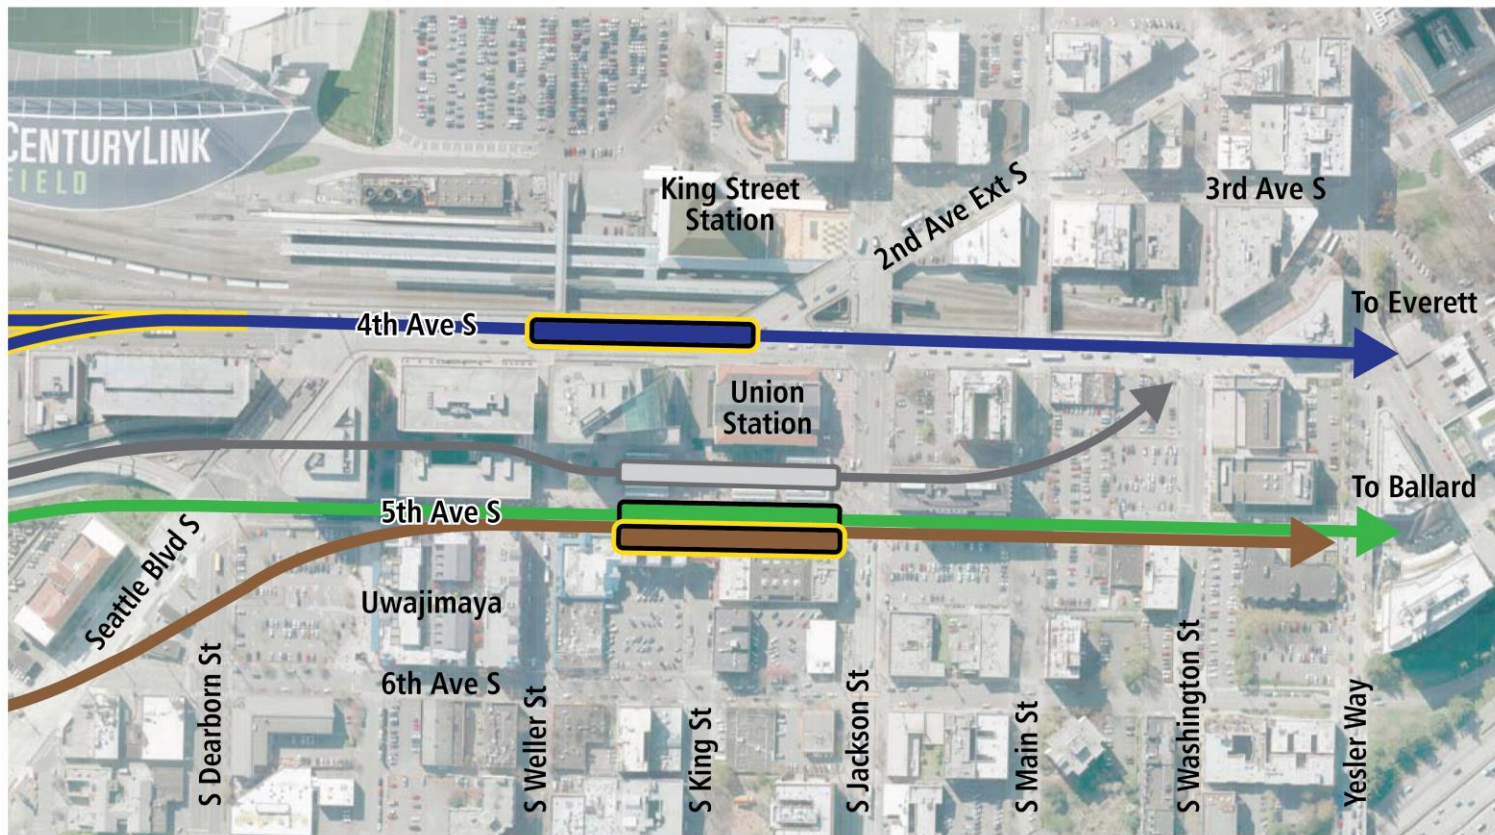 CENTURYLINK
FIELD
King Street
Station
2nd Ave Ext S
3rd Ave S
To Everett
4th Ave S
Union
Station
To Ballard
5th Ave S
Seattle Blvd S
Uwajimaya
6th Ave S
S Dearborn St
S Weller St
S King St
S Jackson St
S Main St
S Washington St
Yesler Way